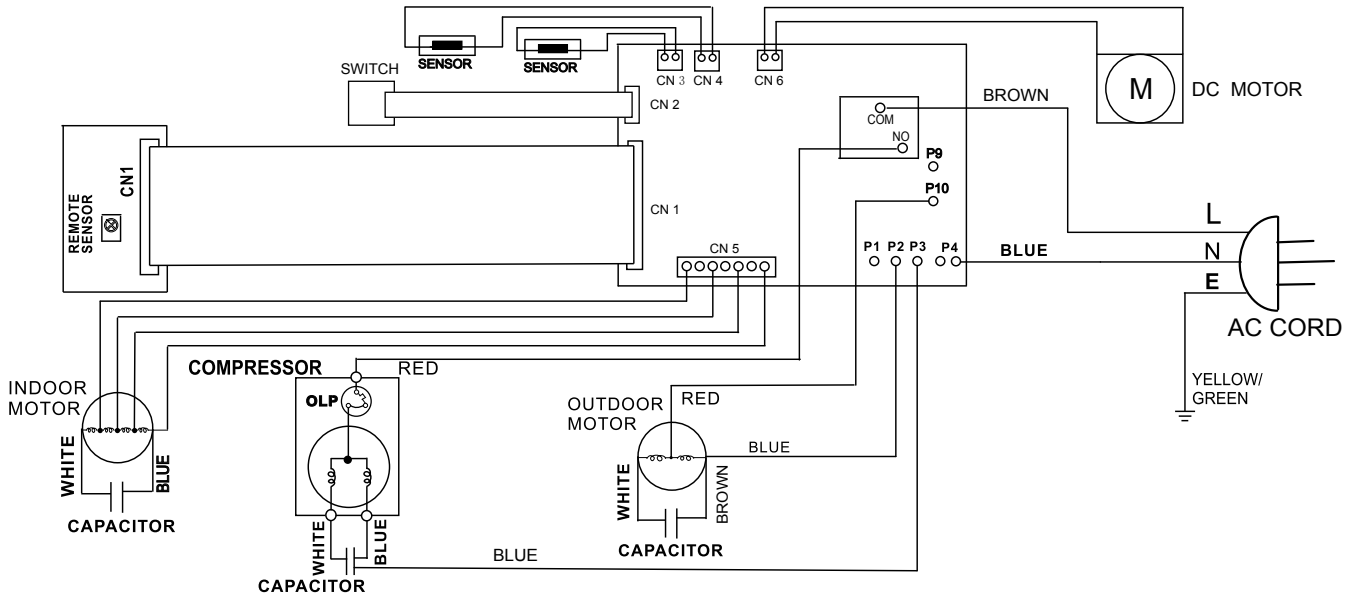 SENSOR
SENSOR
SWITCH
CN 3
CN 4
CN 6
M
DC MOTOR
CN 2
BROWN
COM
NO
P9
P10
REMOTE
SENSOR
CN1
CN 1
CN 5
P1 P2 P3 P4
BLUE
L
N
E
AC CORD
YELLOW/
GREEN
COMPRESSOR
RED
OLP
INDOOR
MOTOR
WHITE
BLUE
CAPACITOR
WHITE
BLUE
CAPACITOR
BLUE
OUTDOOR
MOTOR
RED
BLUE
WHITE
BROWN
CAPACITOR